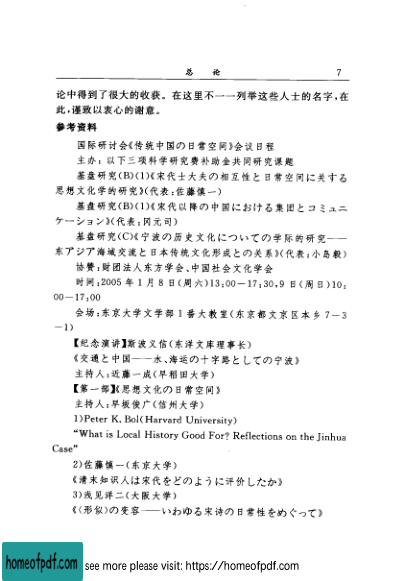 总 论 7
论中得到了很大的收获。在这里不一一列举这些人士的名字,在
此,谨致以衷心的谢意。
参考资料
国际研讨会《传统中国の日常空间》会议日程
主办:以下三项科学研究费补助金共同研究课题
基盘研究(B)(1)《宋代士大夫の相互性と日常空间に关する
思想文化学的研究》(代表:佐藤慎一)
基盘研究(B)(1)《宋代以降の中国における集团とコミュニ
ケーション》(代表:冈元司)
基盘研究(C)《宁波の历史文化についての学际的研究——
东アジア海域交流と日本传统文化形成との关系》(代表:小岛毅)
协赞:财团法人东方学会、中国社会文化学会
时间:2005年1月8日(周六)13:00—17:30,9日(周日)10:
00—17:00
会场:东京大学文学部1番大教室(东京都文京区本乡7—3
—1)
【纪念演讲】斯波义信(东洋文库理事长)
《交通と中国——水、海运の十字路としての宁波》
主持人:近藤一成(早稻田大学)
【第一部】《思想文化の日常空间》
主持人:早坂俊广(信州大学)
1)Peter K. Bol(Harvard University)
“What is Local History Good For? Reflections on the Jinhua
Case”
2)佐藤慎一(东京大学)
《清末知识人は宋代をどのように评价したか》
3)浅见洋二(大阪大学)
《〈形似〉の变容——いわゆる宋诗の日常性をめぐって》
homeofpdf.com
see more please visit: https://homeofpdf.com